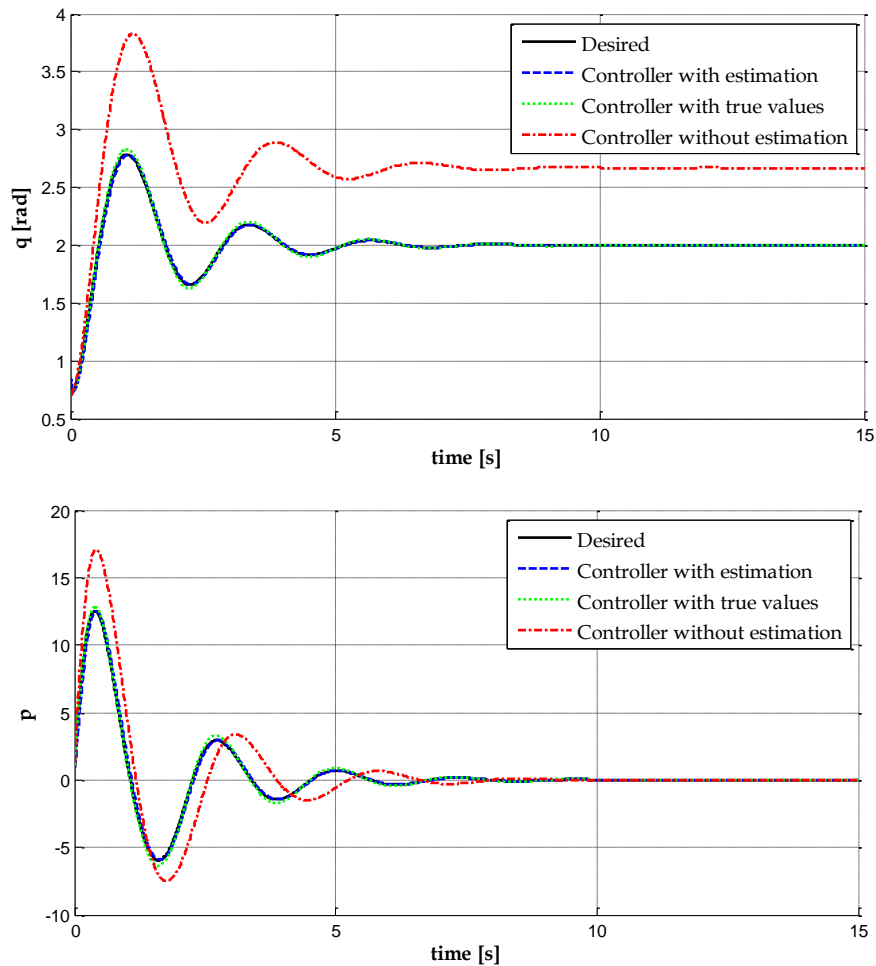 4
3.5
3
2.5
2
1.5
1
0.5
q [rad]
Desired
Controller with estimation
Controller with true values
Controller without estimation
0
5
10
15
time [s]
20
15
10
5
0
-5
-10
p
Desired
Controller with estimation
Controller with true values
Controller without estimation
0
5
10
15
time [s]